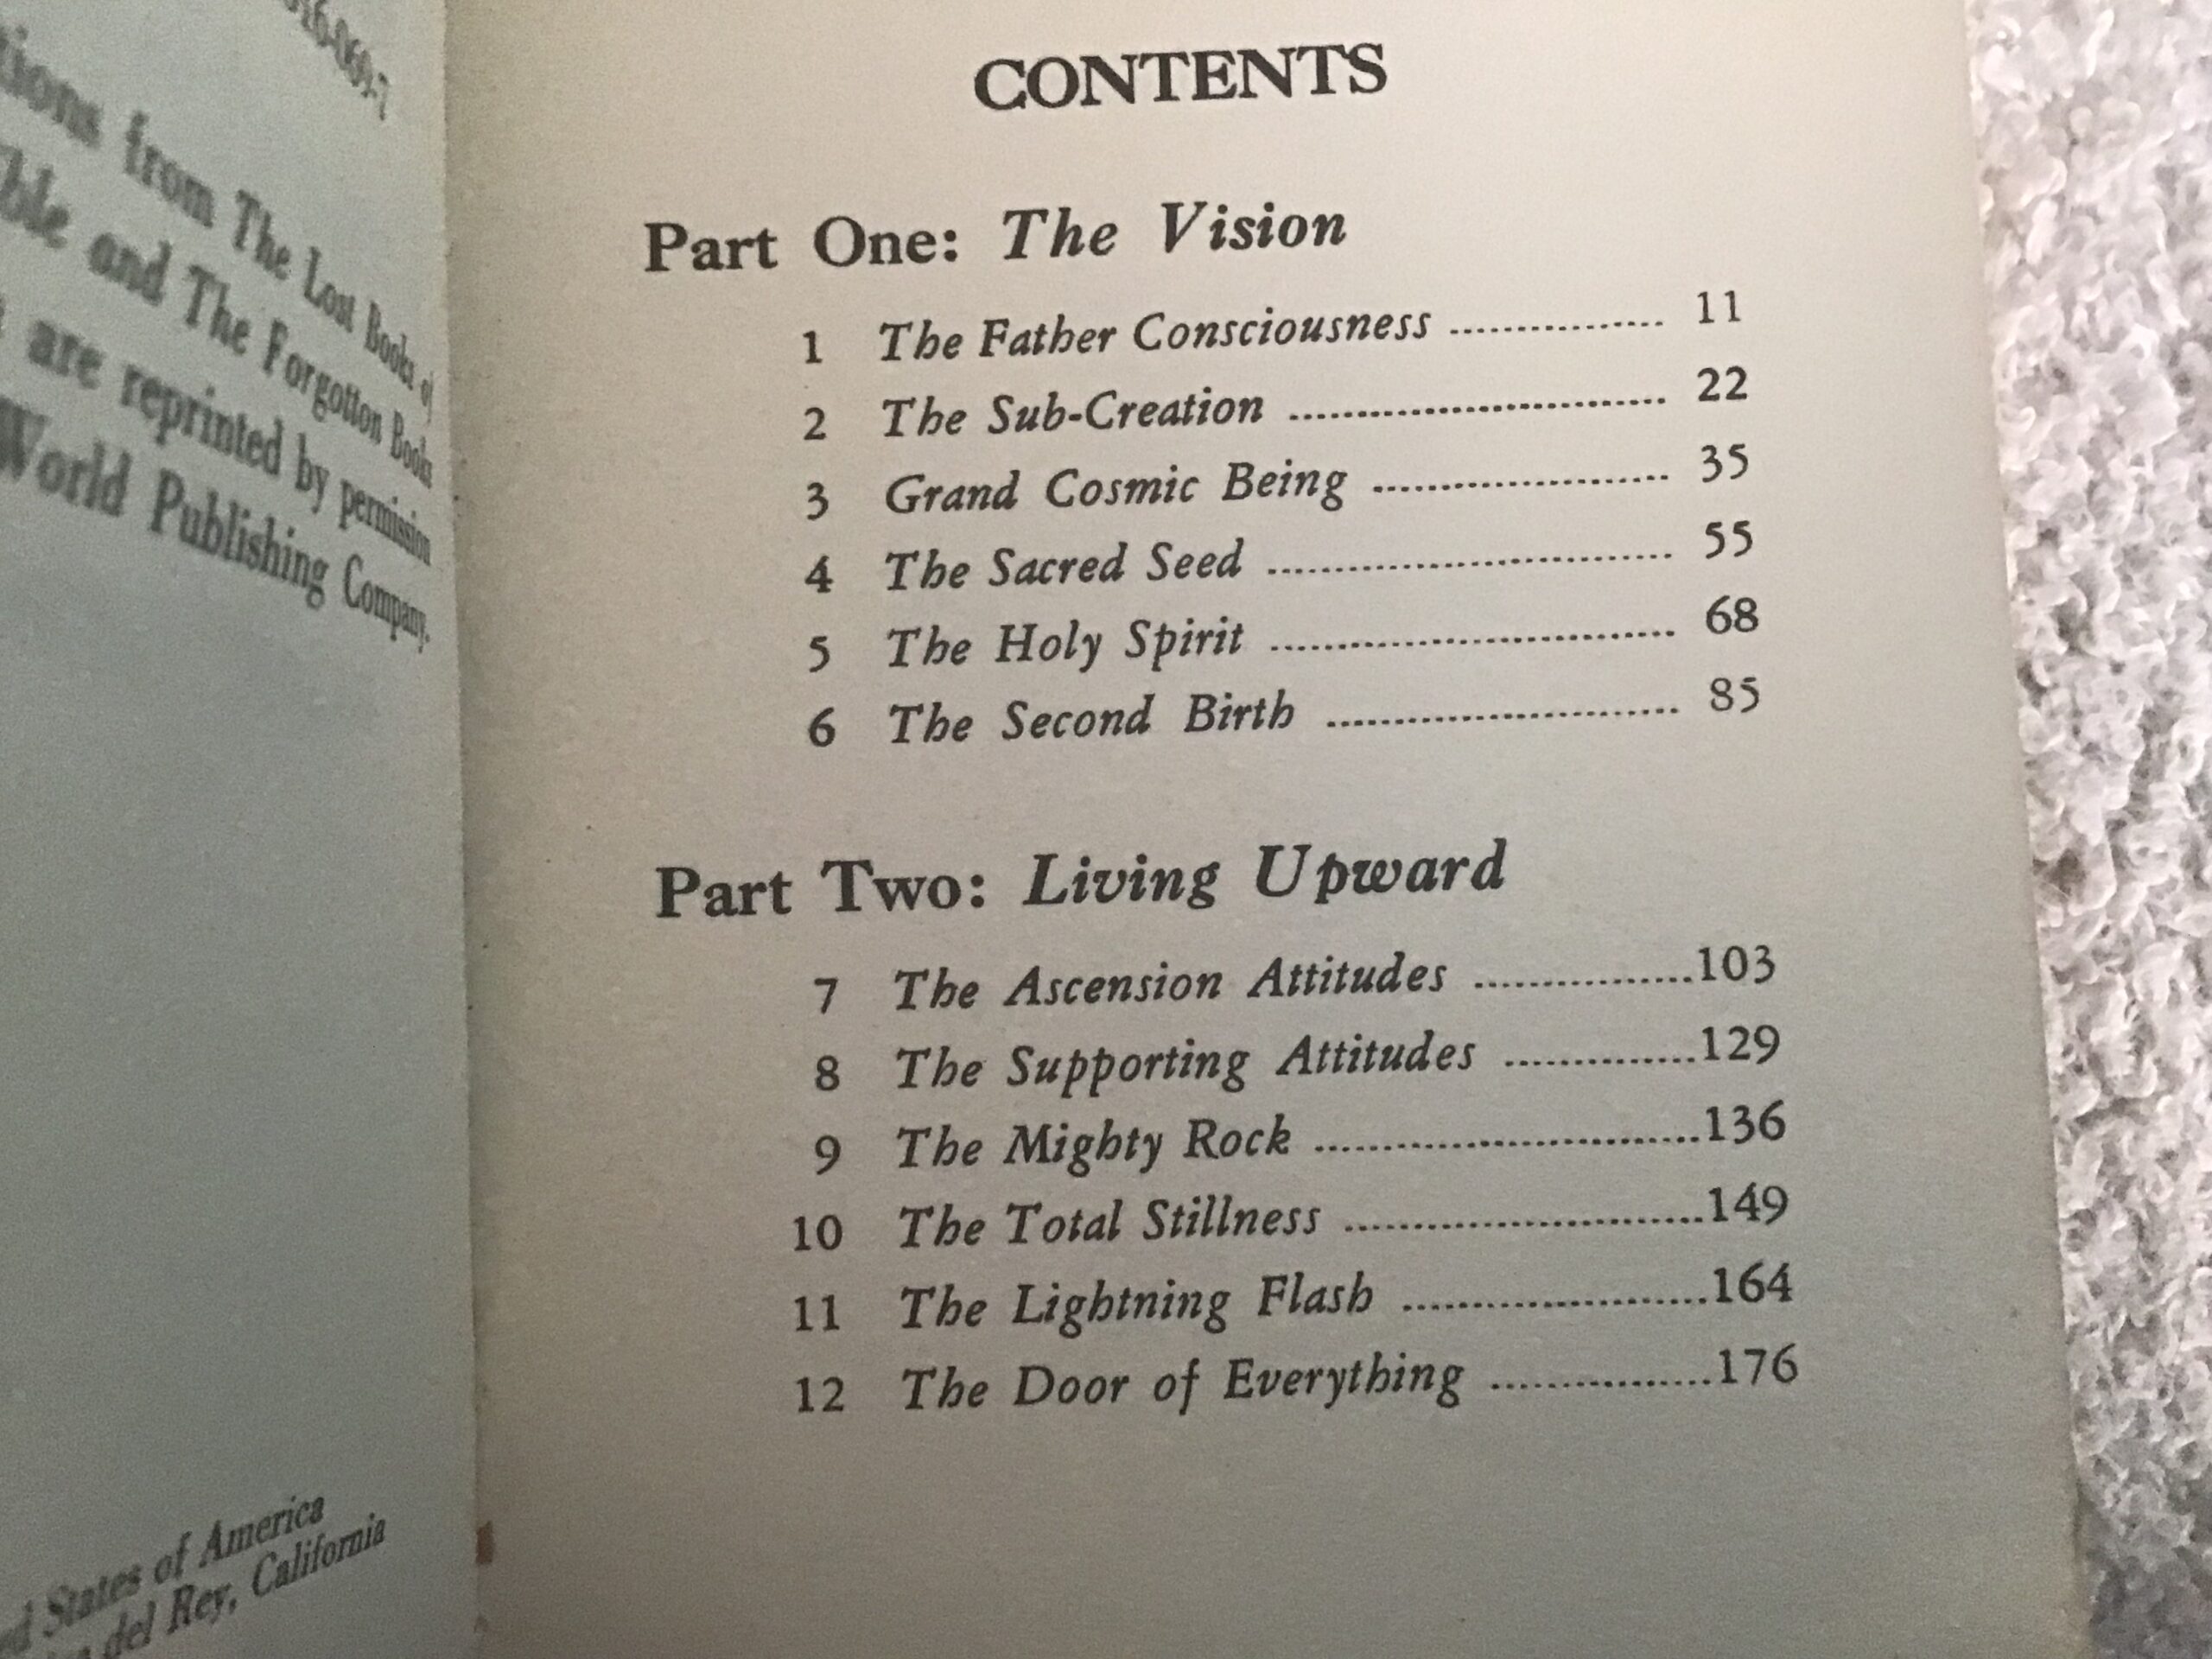 16-069-7
tions from The Lost Books of
ble and The Forgotten Books
are reprinted by permission
World Publishing Company.
States of America
del Rey, California
CONTENTS
Part One: The Vision
1 The Father Consciousness ................ 11
2 The Sub-Creation ............................ 22
3 Grand Cosmic Being ...................... 35
4 The Sacred Seed .............................. 55
5 The Holy Spirit .............................. 68
6 The Second Birth .......................... 85
Part Two: Living Upward
7 The Ascension Attitudes ................103
8 The Supporting Attitudes ..............129
9 The Mighty Rock ............................136
10 The Total Stillness ..........................149
11 The Lightning Flash ......................164
12 The Door of Everything ................176